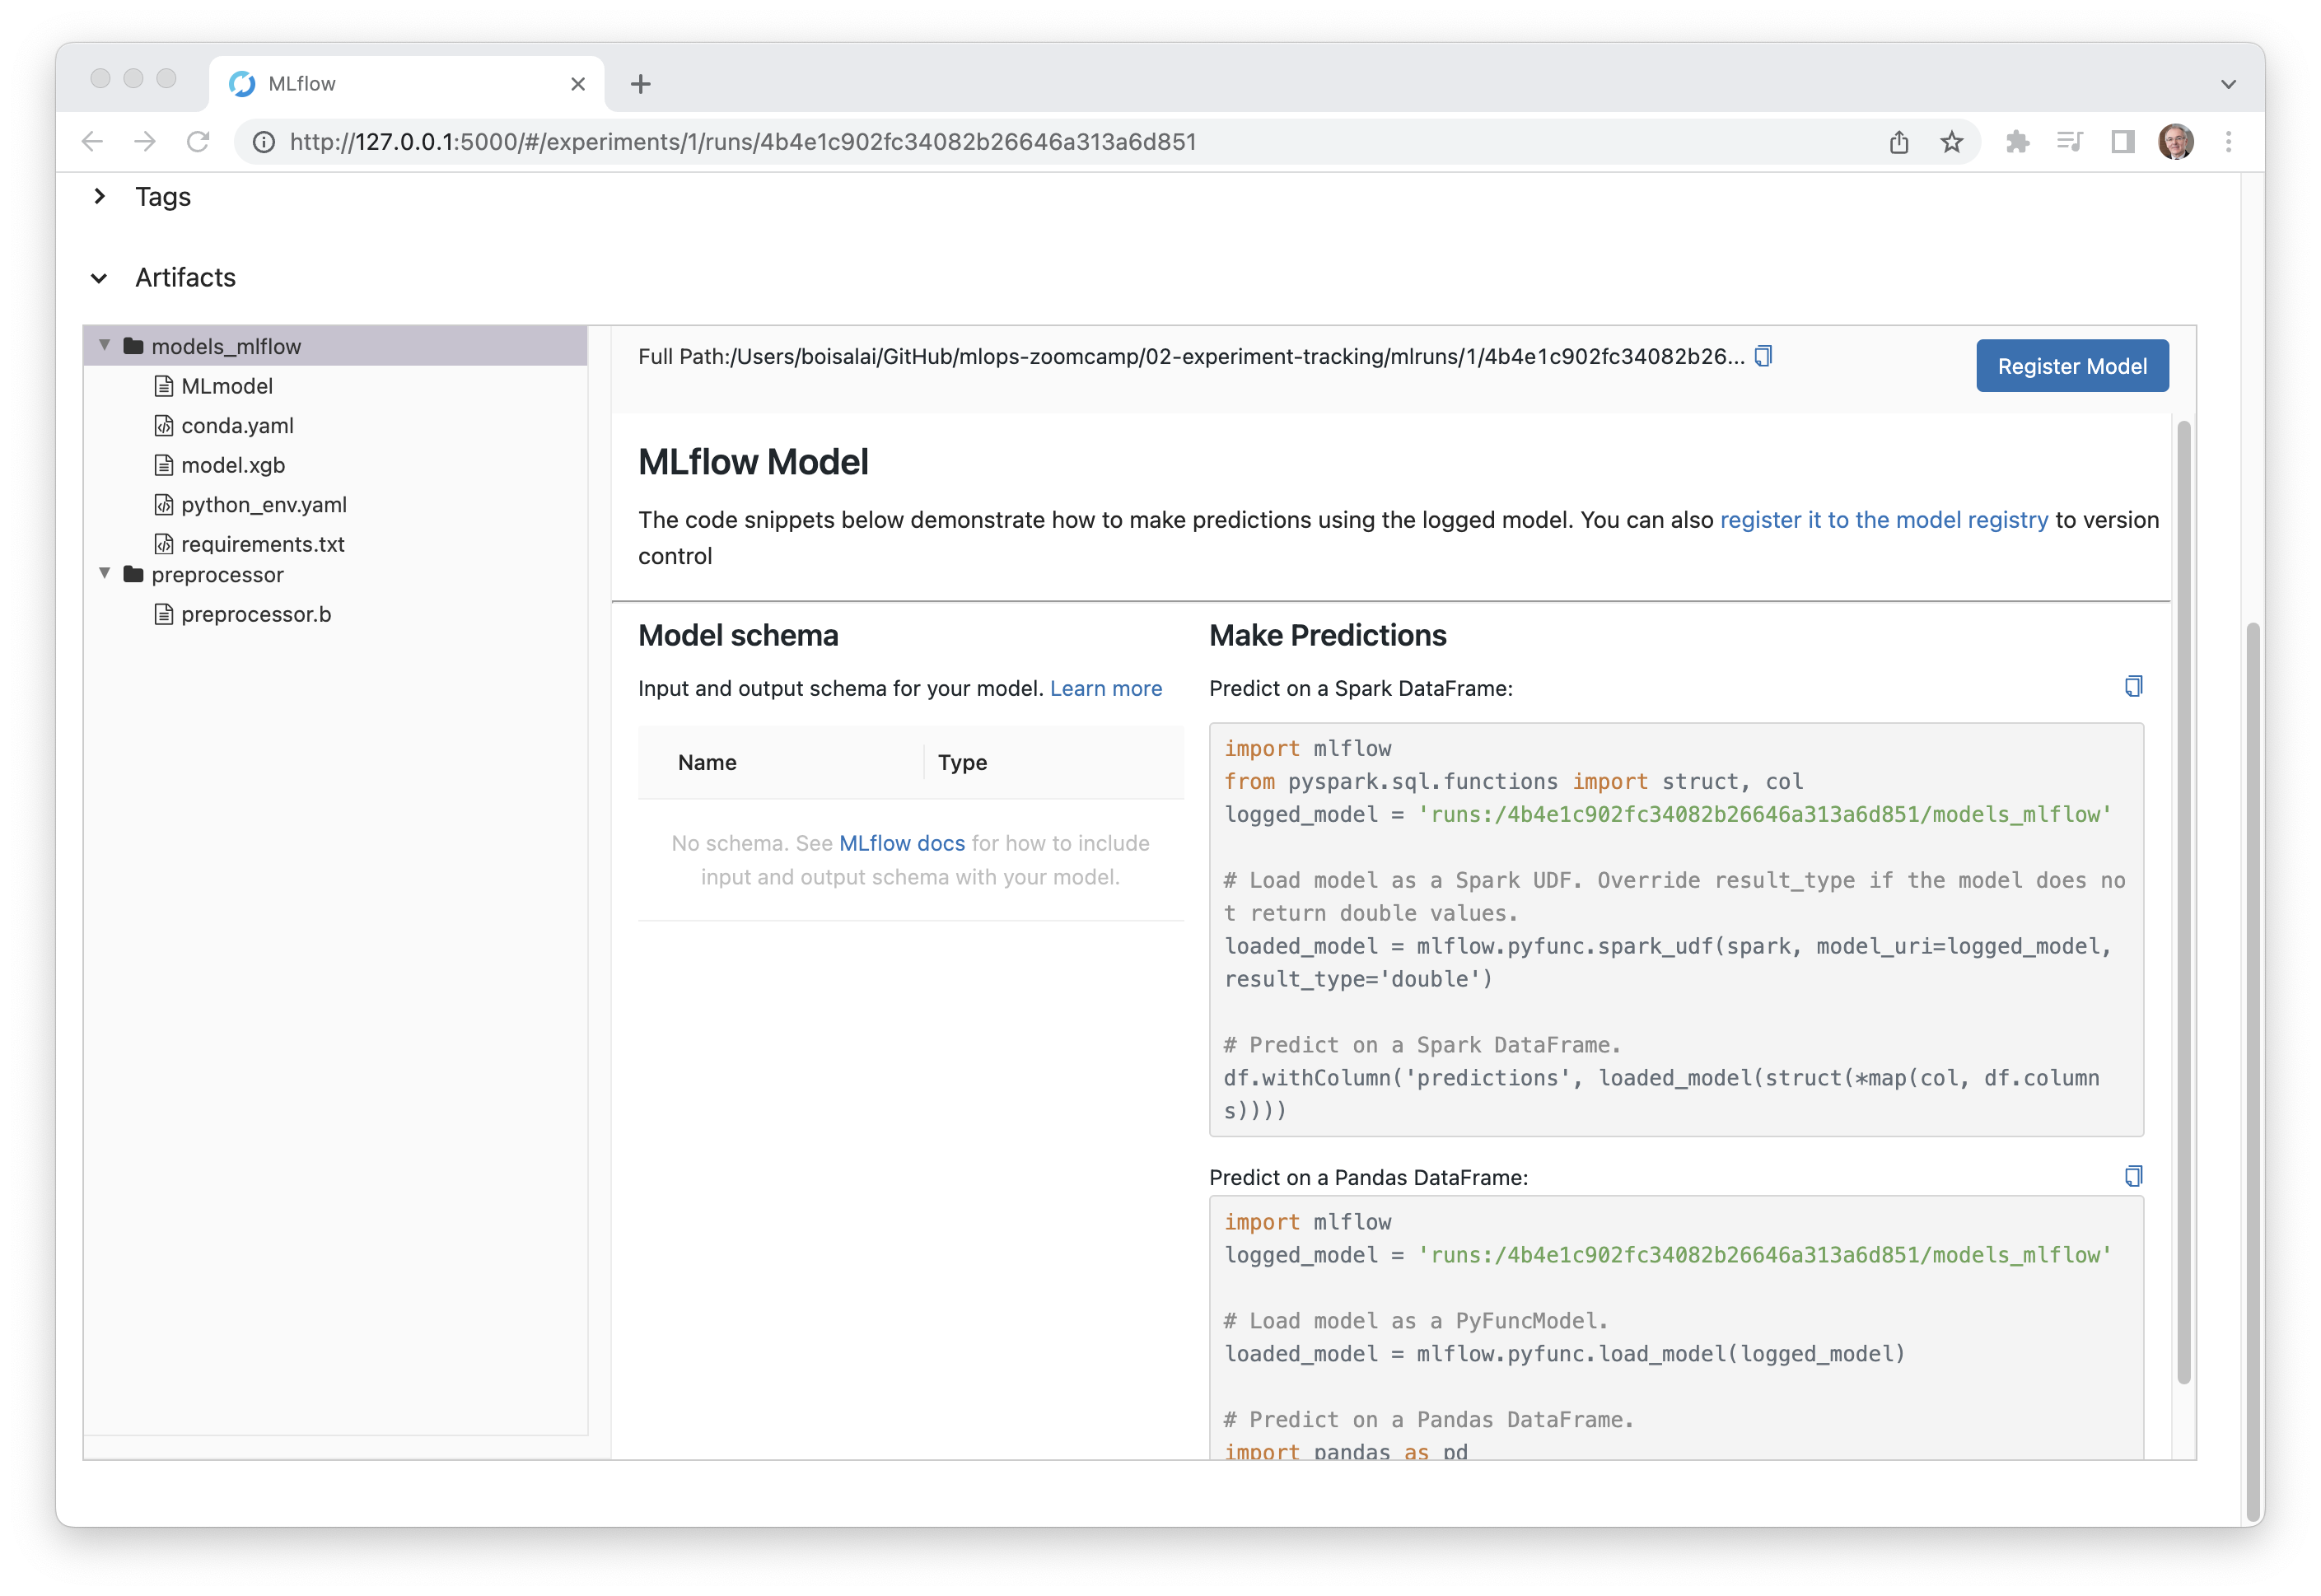 MLflow
http://127.0.0.1:5000/#/experiments/1/runs/4b4e1c902fc34082b26646a313a6d851
Tags
Artifacts
models_mlflow
MLmodel
conda.yaml
model.xgb
python_env.yaml
requirements.txt
preprocessor
preprocessor.b
Full Path:/Users/boisalai/GitHub/mlops-zoomcamp/02-experiment-tracking/mlruns/1/4b4e1c902fc34082b26...
Register Model
MLflow Model
The code snippets below demonstrate how to make predictions using the logged model. You can also register it to the model registry to version
control
Model schema
Input and output schema for your model. Learn more
Name Type
No schema. See MLflow docs for how to include
input and output schema with your model.
Make Predictions
Predict on a Spark DataFrame:
import mlflow
from pyspark.sql.functions import struct, col
logged_model = 'runs:/4b4e1c902fc34082b26646a313a6d851/models_mlflow'
# Load model as a Spark UDF. Override result_type if the model does no
t return double values.
loaded_model = mlflow.pyfunc.spark_udf(spark, model_uri=logged_model,
result_type='double')
# Predict on a Spark DataFrame.
df.withColumn('predictions', loaded_model(struct(*map(col, df.column
s))))
Predict on a Pandas DataFrame:
import mlflow
logged_model = 'runs:/4b4e1c902fc34082b26646a313a6d851/models_mlflow'
# Load model as a PyFuncModel.
loaded_model = mlflow.pyfunc.load_model(logged_model)
# Predict on a Pandas DataFrame.
import pandas as pd